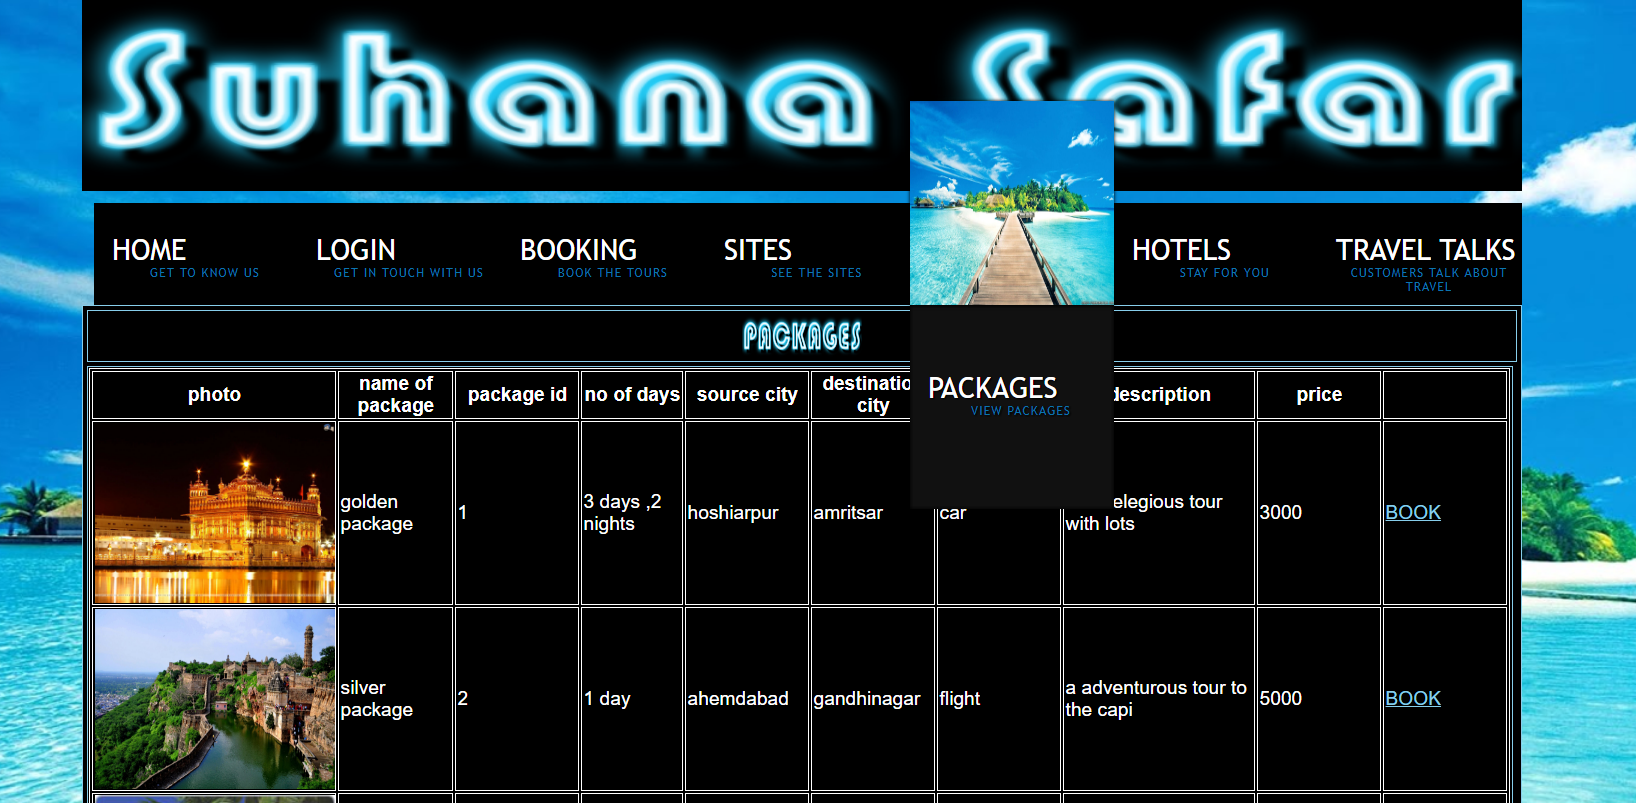 Suhana Safar
HOME
GET TO KNOW US
LOGIN
GET IN TOUCH WITH US
BOOKING
BOOK THE TOURS
SITES
SEE THE SITES
HOTELS
STAY FOR YOU
TRAVEL TALKS
CUSTOMERS TALK ABOUT
TRAVEL
PACKAGES
PACKAGES
VIEW PACKAGES
photo
name of
package
package id
no of days
source city
city
description
price
golden
package
1
3 days ,2
nights
hoshiarpur
amritsar
car
tour
with lots
3000
BOOK
silver
package
2
1 day
ahemdabad
gandhinagar
flight
a adventurous tour to
the capi
5000
BOOK